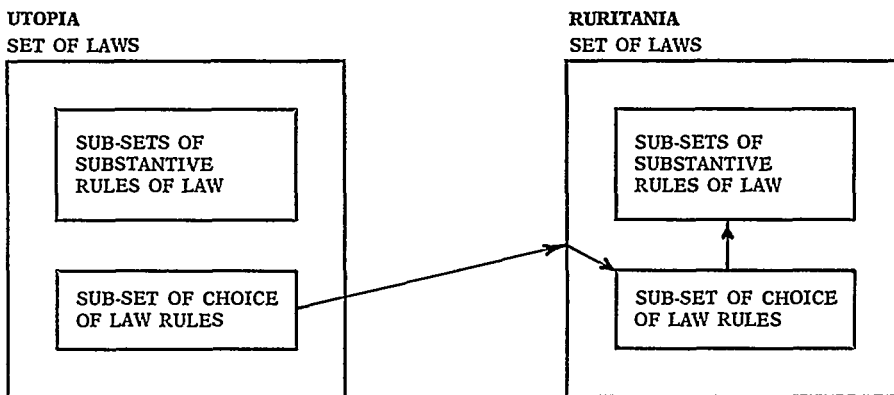 UTOPIA
SET OF LAWS
SUB-SETS OF
SUBSTANTIVE
RULES OF LAW
SUB-SET OF CHOICE
OF LAW RULES
RURITANIA
SET OF LAWS
SUB-SETS OF
SUBSTANTIVE
RULES OF LAW
SUB-SET OF CHOICE
OF LAW RULES